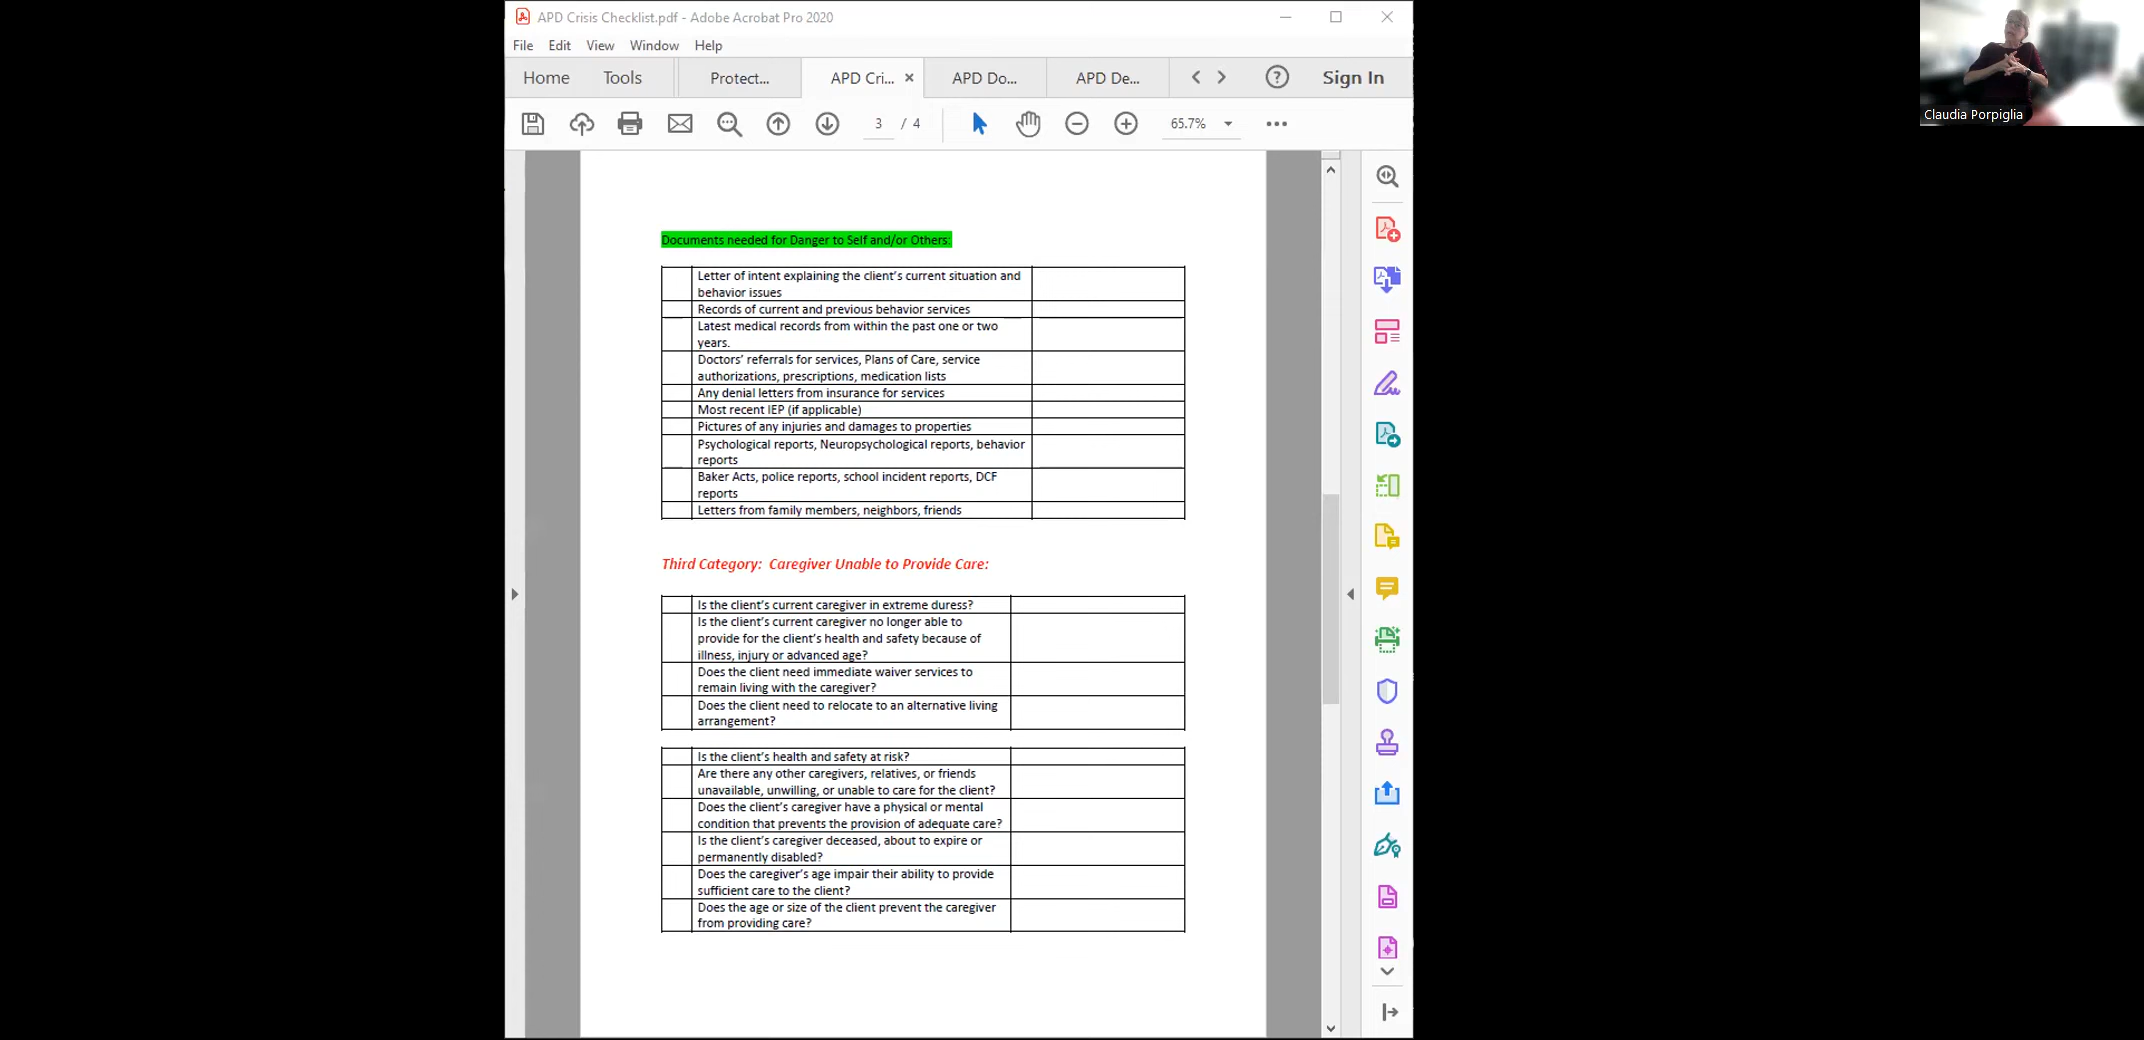 APD Crisis Checklist.pdf - Adobe Acrobat Pro 2020
File Edit View Window Help
Home Tools Protect... APD Cri... APD Do... APD De... Sign In
3 / 4 65.7%
Claudia Porpiglia
Documents needed for Danger to Self and/or Others:
Letter of intent explaining the client's current situation and
behavior issues
Records of current and previous behavior services
Latest medical records from within the past one or two
years.
Doctors' referrals for services, Plans of Care, service
authorizations, prescriptions, medication lists
Any denial letters from insurance for services
Most recent IEP (if applicable)
Pictures of any injuries and damages to properties
Psychological reports, Neuropsychological reports, behavior
reports
Baker Acts, police reports, school incident reports, DCF
reports
Letters from family members, neighbors, friends
Third Category: Caregiver Unable to Provide Care:
Is the client's current caregiver in extreme duress?
Is the client's current caregiver no longer able to
provide for the client's health and safety because of
illness, injury or advanced age?
Does the client need immediate waiver services to
remain living with the caregiver?
Does the client need to relocate to an alternative living
arrangement?
Is the client's health and safety at risk?
Are there any other caregivers, relatives, or friends
unavailable, unwilling, or unable to care for the client?
Does the client's caregiver have a physical or mental
condition that prevents the provision of adequate care?
Is the client's caregiver deceased, about to expire or
permanently disabled?
Does the caregiver's age impair their ability to provide
sufficient care to the client?
Does the age or size of the client prevent the caregiver
from providing care?